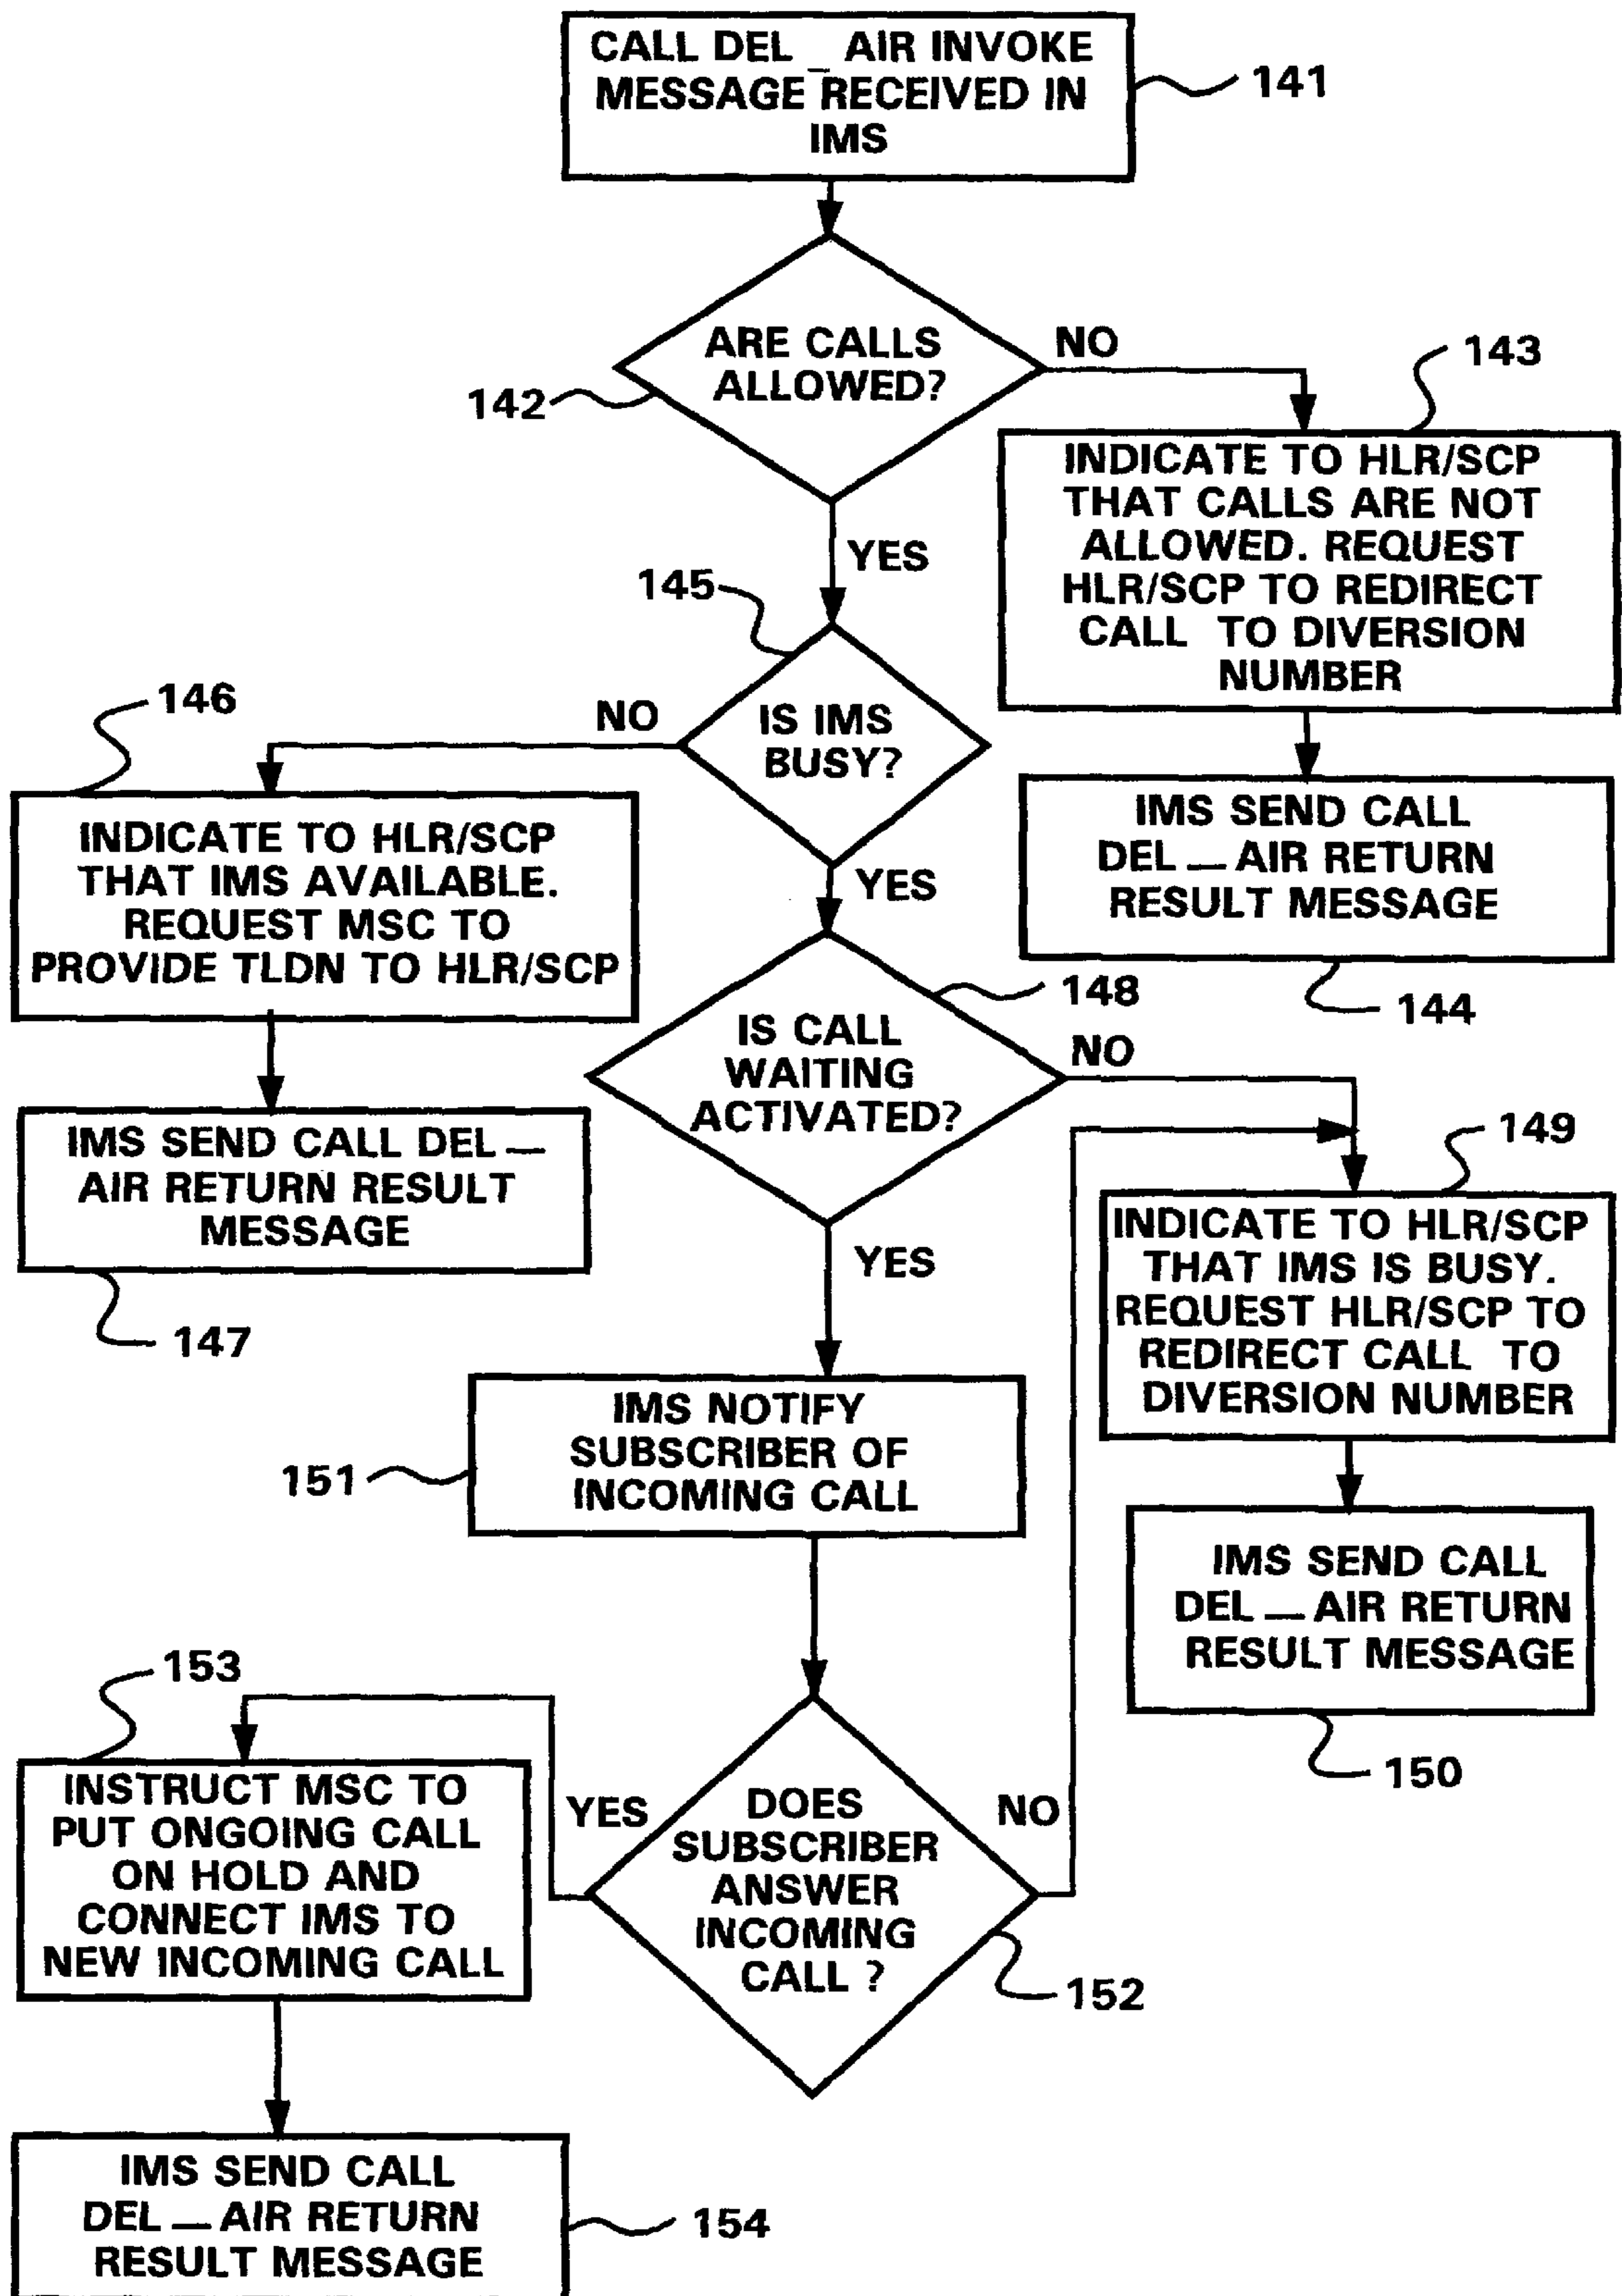 CALL DEL _ AIR INVOKE
MESSAGE RECEIVED IN
IMS
141
ARE CALLS
ALLOWED?
142
NO
YES
143
INDICATE TO HLR/SCP
THAT CALLS ARE NOT
ALLOWED. REQUEST
HLR/SCP TO REDIRECT
CALL TO DIVERSION
NUMBER
IMS SEND CALL
DEL — AIR RETURN
RESULT MESSAGE
144
145
IS IMS
BUSY?
NO
YES
146
INDICATE TO HLR/SCP
THAT IMS AVAILABLE.
REQUEST MSC TO
PROVIDE TLDN TO HLR/SCP
IMS SEND CALL DEL —
AIR RETURN RESULT
MESSAGE
147
148
IS CALL
WAITING
ACTIVATED?
NO
YES
149
INDICATE TO HLR/SCP
THAT IMS IS BUSY.
REQUEST HLR/SCP TO
REDIRECT CALL TO
DIVERSION NUMBER
IMS SEND CALL
DEL — AIR RETURN
RESULT MESSAGE
150
IMS NOTIFY
SUBSCRIBER OF
INCOMING CALL
151
DOES
SUBSCRIBER
ANSWER
INCOMING
CALL ?
152
YES
NO
153
INSTRUCT MSC TO
PUT ONGOING CALL
ON HOLD AND
CONNECT IMS TO
NEW INCOMING CALL
IMS SEND CALL
DEL — AIR RETURN
RESULT MESSAGE
154